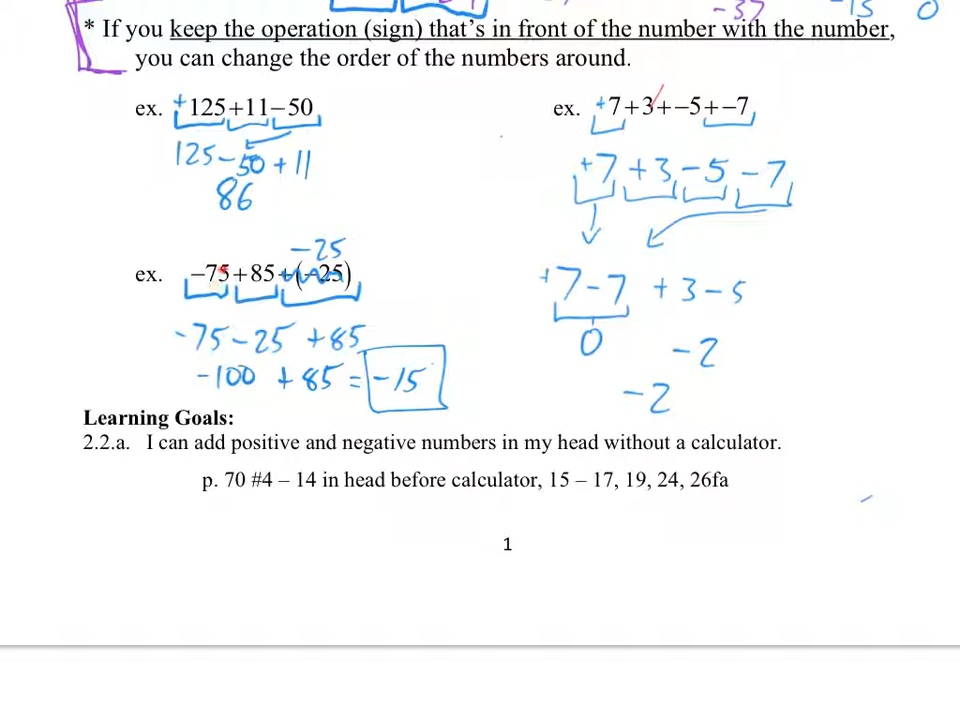 -37 -15 0
* If you keep the operation (sign) that's in front of the number with the number,
you can change the order of the numbers around.
ex. +125+11−50
125-50+11
86
ex. +7+3+−5+−7
+7 +3 -5 -7
+7-7 +3-5
0 -2
-2
-25
ex. −75+85+(−25)
-75-25 +85
-100 +85 = -15
Learning Goals:
2.2.a. I can add positive and negative numbers in my head without a calculator.
p. 70 #4 – 14 in head before calculator, 15 – 17, 19, 24, 26fa
1